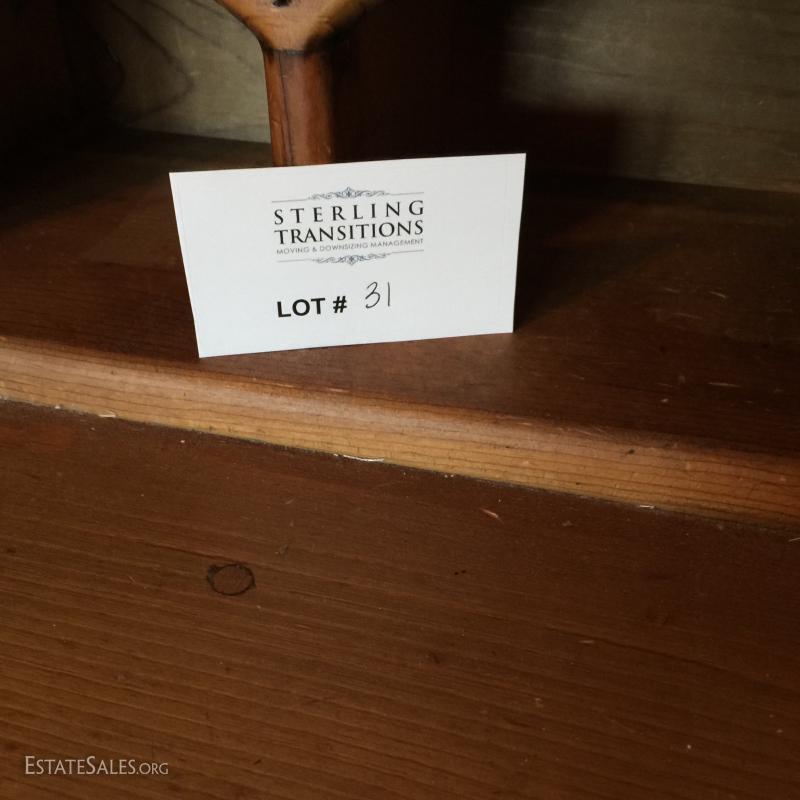 STERLING
TRANSITIONS
MOVING & DOWNSIZING MANAGEMENT
LOT # 31
ESTATESALES.ORG